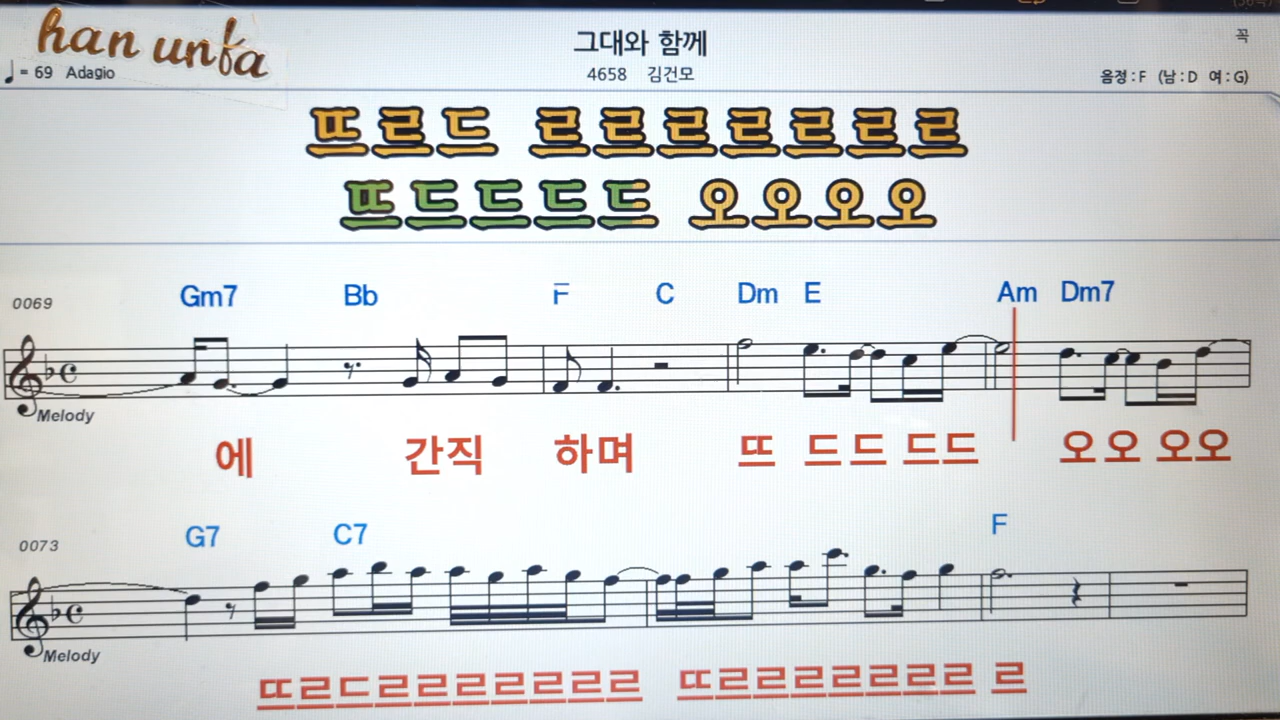 han unfa
그대와 함께
꼭
♩= 69 Adagio
4658 김건모
음정 : F (남 : D 여 : G)
뜨르드 르르르르르르르
뜨드드드드 오오오오
0069 Gm7 Bb F C Dm E Am Dm7
Melody
에 간직 하며 뜨 드드 드드 오오 오오
0073 G7 C7 F
Melody
뜨르드르르르르르르르 뜨르르르르르르르 르